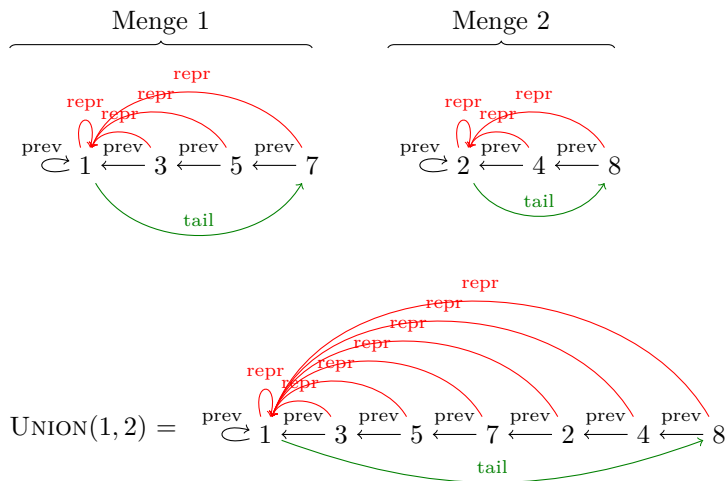 Menge 1 Menge 2
repr repr
repr repr repr repr
prev prev prev prev prev prev prev
1 3 5 7 2 4 8
tail tail
repr
repr
repr
repr
repr repr
prev prev prev prev prev prev prev
UNION(1, 2) = 1 3 5 7 2 4 8
tail